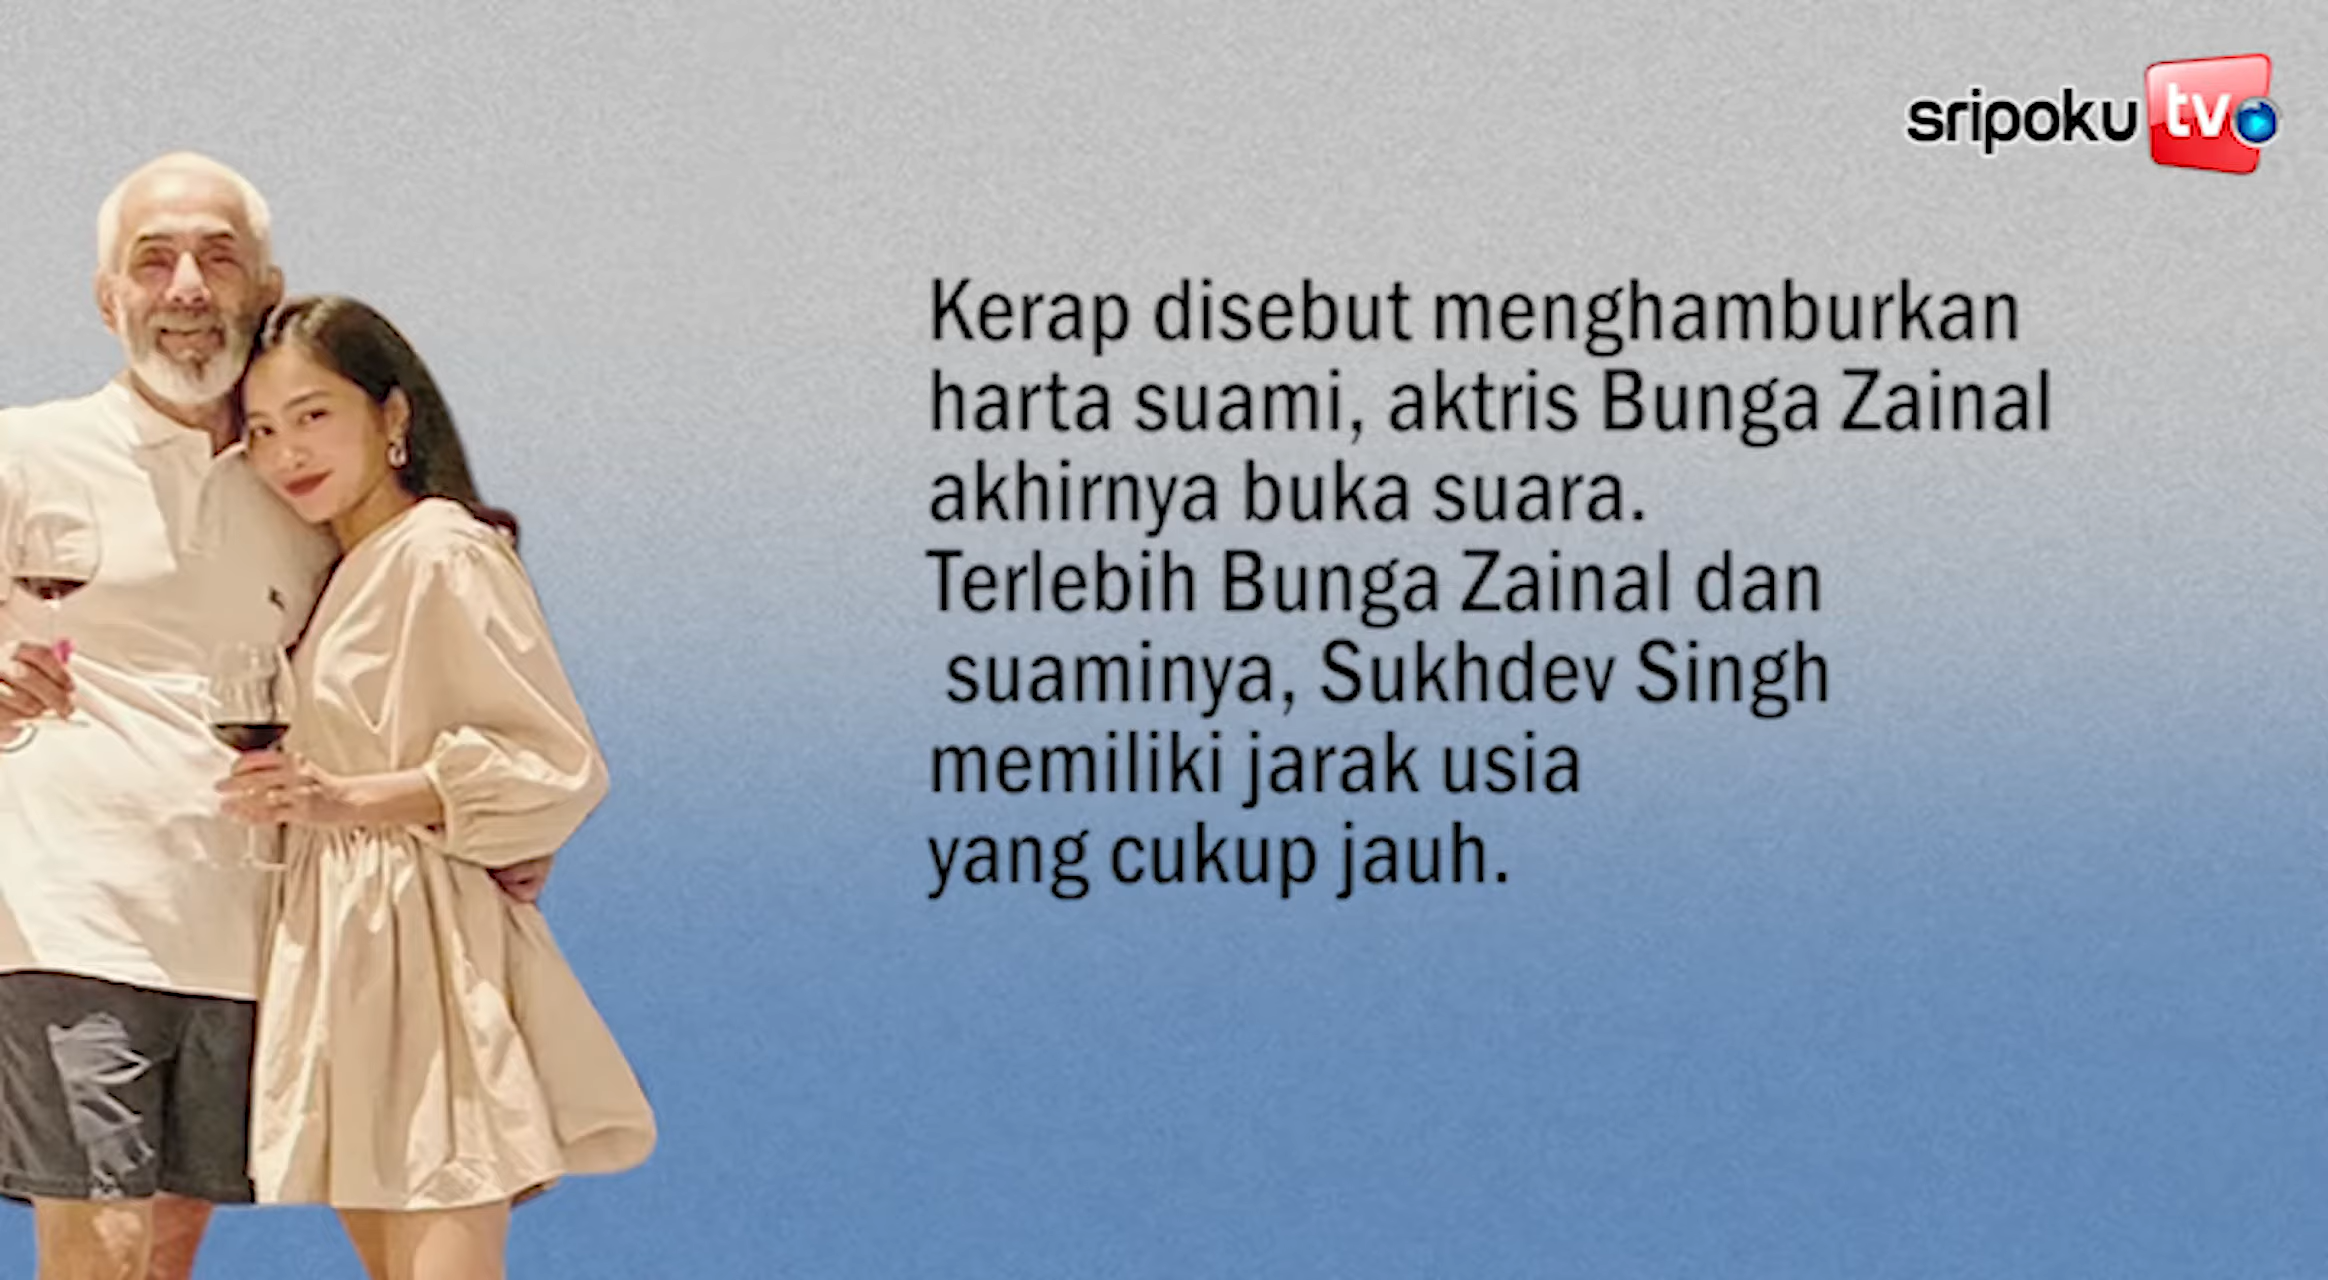 sripoku tv
Kerap disebut menghamburkan
harta suami, aktris Bunga Zainal
akhirnya buka suara.
Terlebih Bunga Zainal dan
suaminya, Sukhdev Singh
memiliki jarak usia
yang cukup jauh.